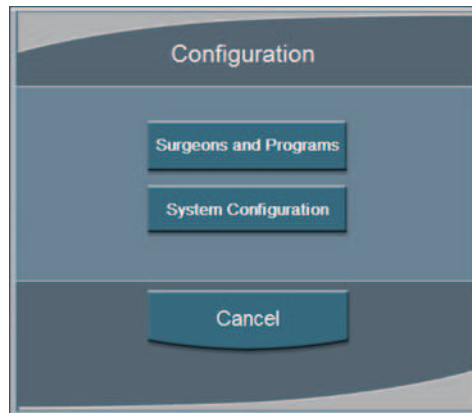 Configuration
Surgeons and Programs
System Configuration
Cancel